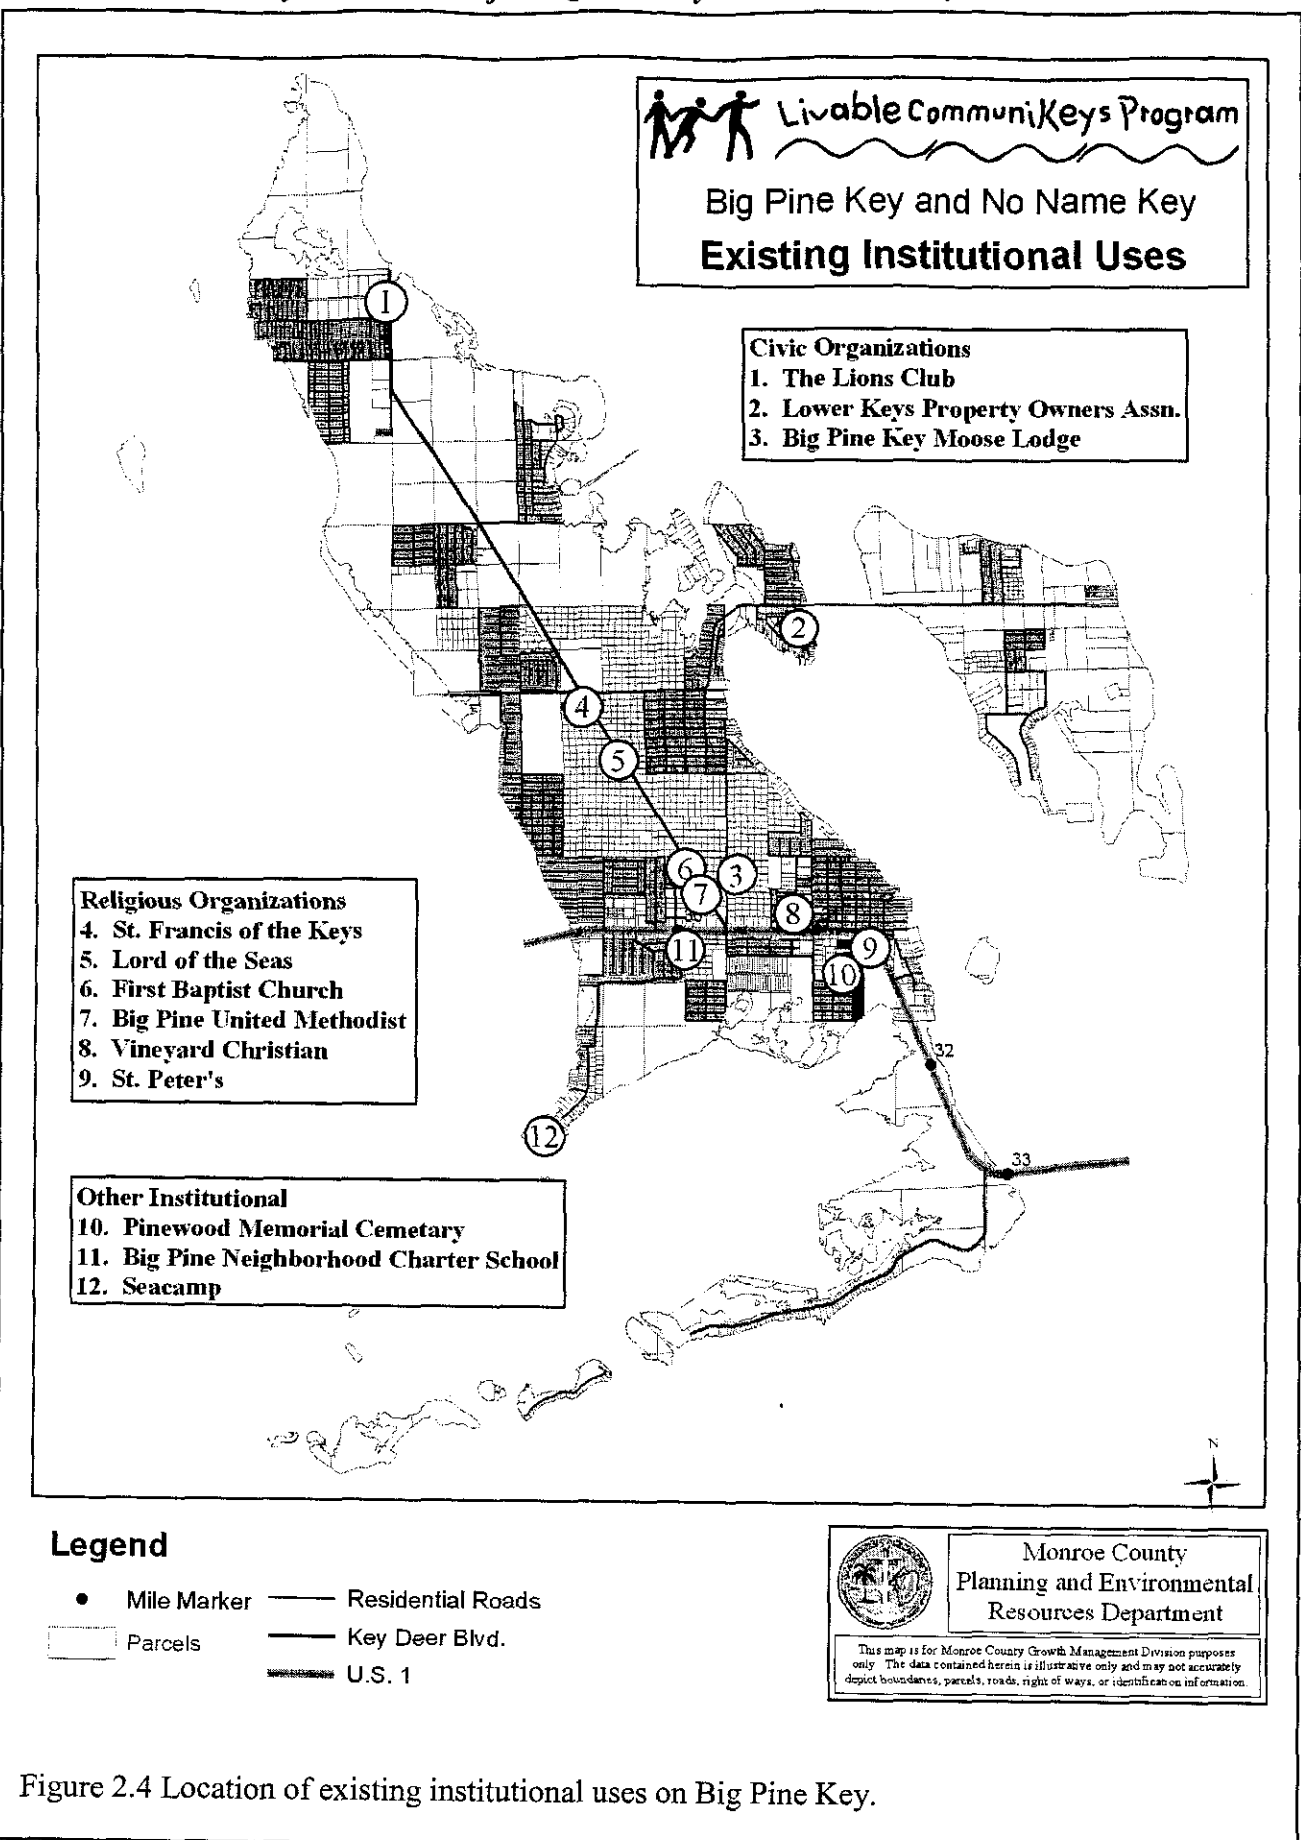 Livable CommuniKeys Program
Big Pine Key and No Name Key
Existing Institutional Uses
Civic Organizations
1. The Lions Club
2. Lower Keys Property Owners Assn.
3. Big Pine Key Moose Lodge
1
2
4
5
6
3
7
8
11
9
10
32
12
33
Religious Organizations
4. St. Francis of the Keys
5. Lord of the Seas
6. First Baptist Church
7. Big Pine United Methodist
8. Vineyard Christian
9. St. Peter's
Other Institutional
10. Pinewood Memorial Cemetary
11. Big Pine Neighborhood Charter School
12. Seacamp
N
Legend
Mile Marker
Parcels
Residential Roads
Key Deer Blvd.
U.S. 1
Monroe County
Planning and Environmental
Resources Department
This map is for Monroe County Growth Management Division purposes
only. The data contained herein is illustrative only and may not accurately
depict boundaries, parcels, roads, right of ways, or identification information.
Figure 2.4 Location of existing institutional uses on Big Pine Key.